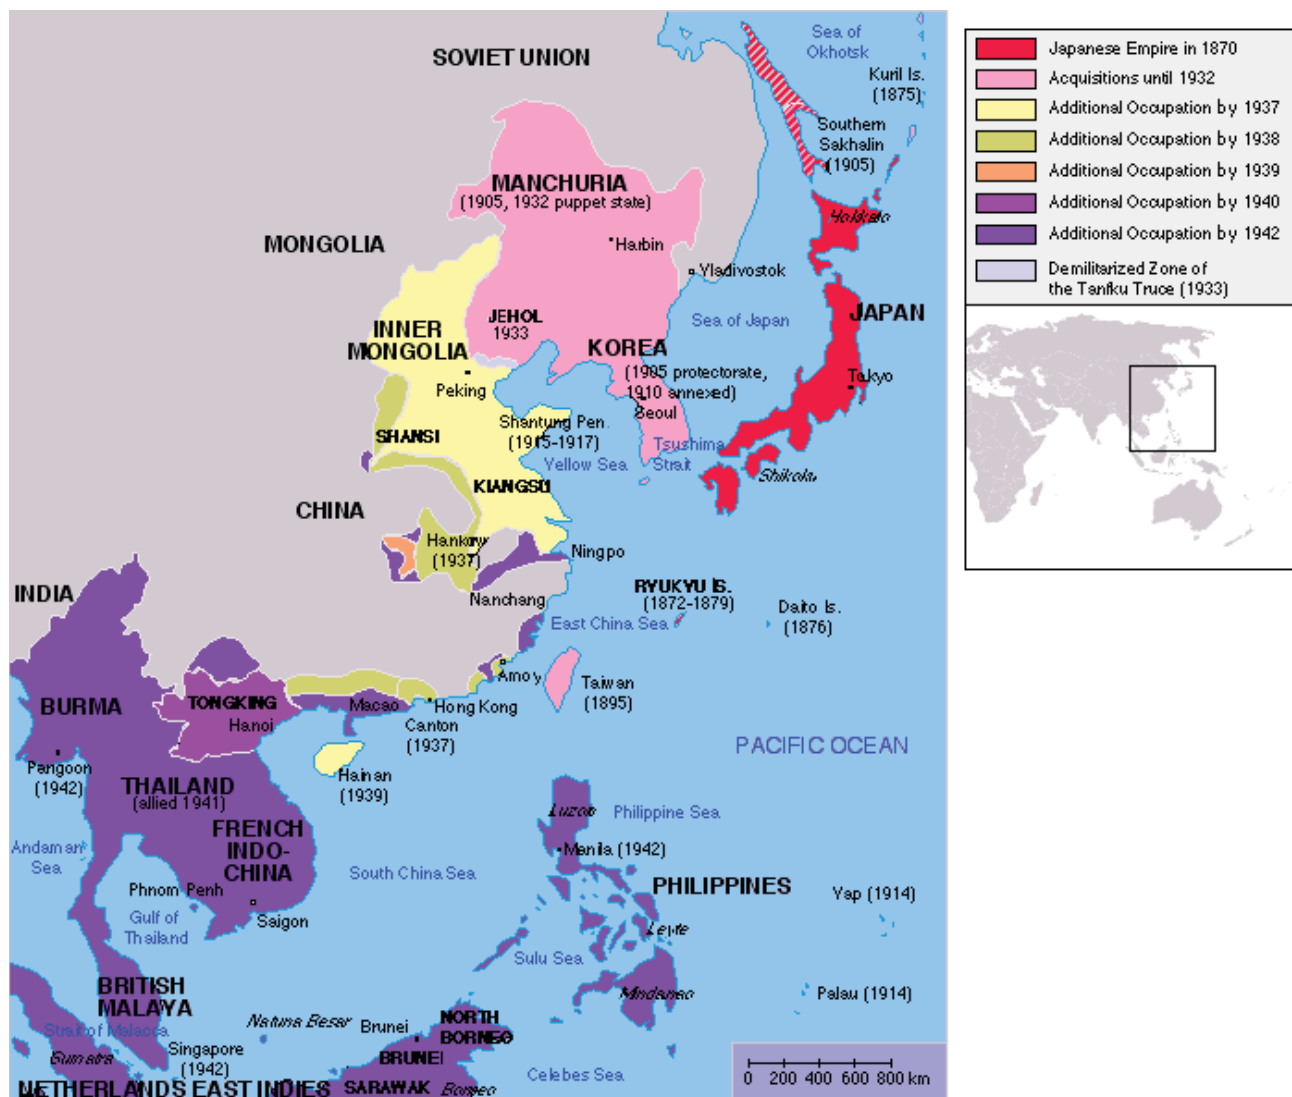 SOVIET UNION
Sea of
Okhotsk
Kuril Is.
(1875)
Southern
Sakhalin
(1905)
MANCHURIA
(1905, 1932 puppet state)
Hokkaido
MONGOLIA
Harbin
Vladivostok
JEHOL
1933
Sea of Japan
JAPAN
INNER
MONGOLIA
KOREA
(1905 protectorate,
1910 annexed)
Peking
Tokyo
Seoul
Shantung Pen.
(1915-1917)
SHANSI
Tsushima
Strait
Yellow Sea
Shikoku
KIANGSU
CHINA
Hankow
(1937)
Ningpo
INDIA
Nanchang
RYUKYU IS.
(1872-1879)
Daito Is.
(1876)
East China Sea
Amoy
Taiwan
(1895)
BURMA
TONGKING
Hanoi
Macao
Hong Kong
Canton
(1937)
PACIFIC OCEAN
Pangoon
(1942)
Hainan
(1939)
THAILAND
(allied 1941)
Luzon
Philippine Sea
FRENCH
INDO-
CHINA
Andaman
Sea
Manila (1942)
South China Sea
PHILIPPINES
Phnom Penh
Yap (1914)
Gulf of
Thailand
Saigon
Leyte
Sulu Sea
BRITISH
MALAYA
Mindanao
Palau (1914)
Strait of Malacca
Natuna Besar
Brunei
NORTH
BORNEO
Sumatra
Singapore
(1942)
BRUNEI
NETHERLANDS EAST INDIES
SARAWAK
Borneo
Celebes Sea
0 200 400 600 800 km
Japanese Empire in 1870
Acquisitions until 1932
Additional Occupation by 1937
Additional Occupation by 1938
Additional Occupation by 1939
Additional Occupation by 1940
Additional Occupation by 1942
Demilitarized Zone of
the Tanku Truce (1933)